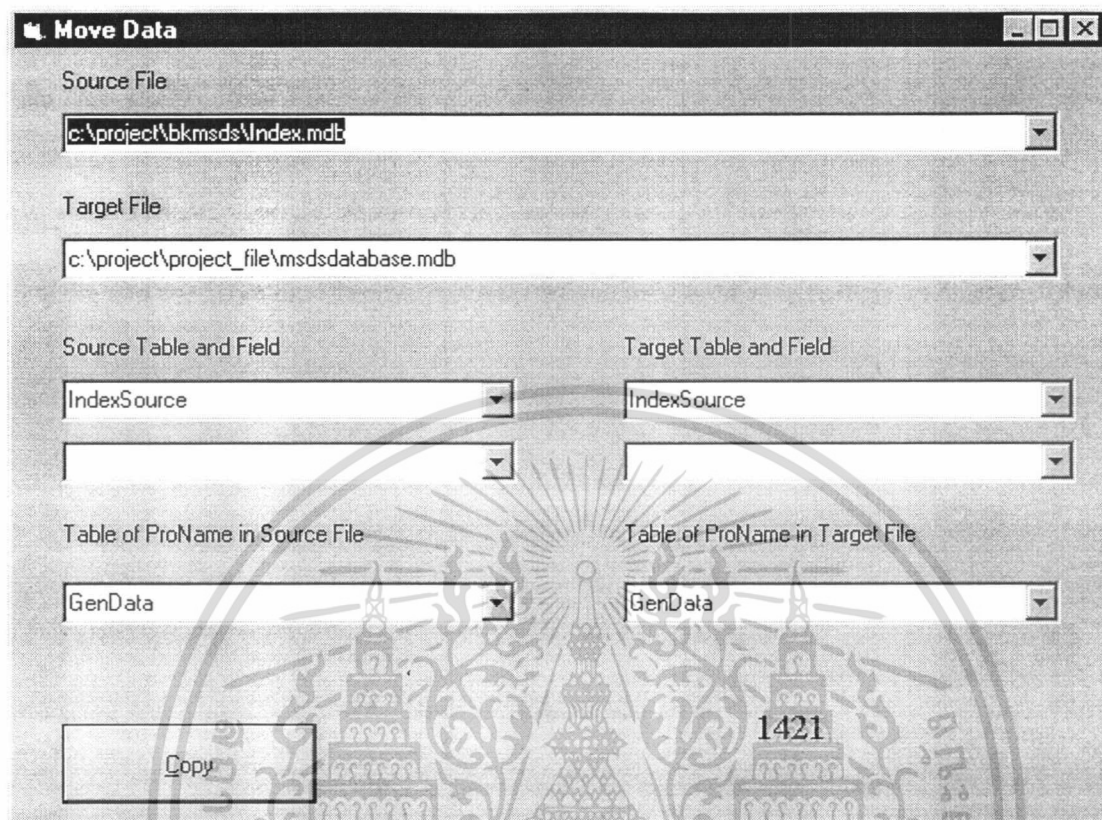 Move Data
Source File
c:\project\bkmsds\Index.mdb
Target File
c:\project\project_file\msdsdatabase.mdb
Source Table and Field Target Table and Field
IndexSource IndexSource
Table of ProName in Source File Table of ProName in Target File
GenData GenData
1421
Copy